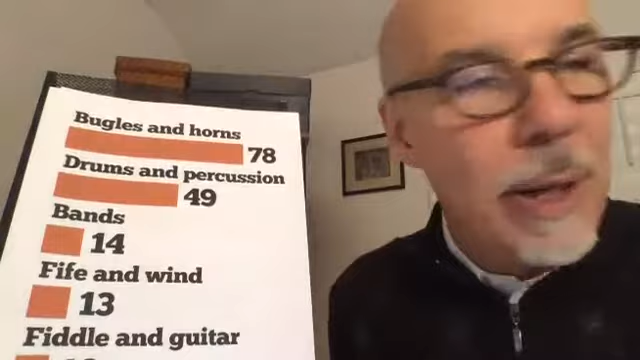 Bugles and horns
78
Drums and percussion
49
Bands
14
Fife and wind
13
Fiddle and guitar